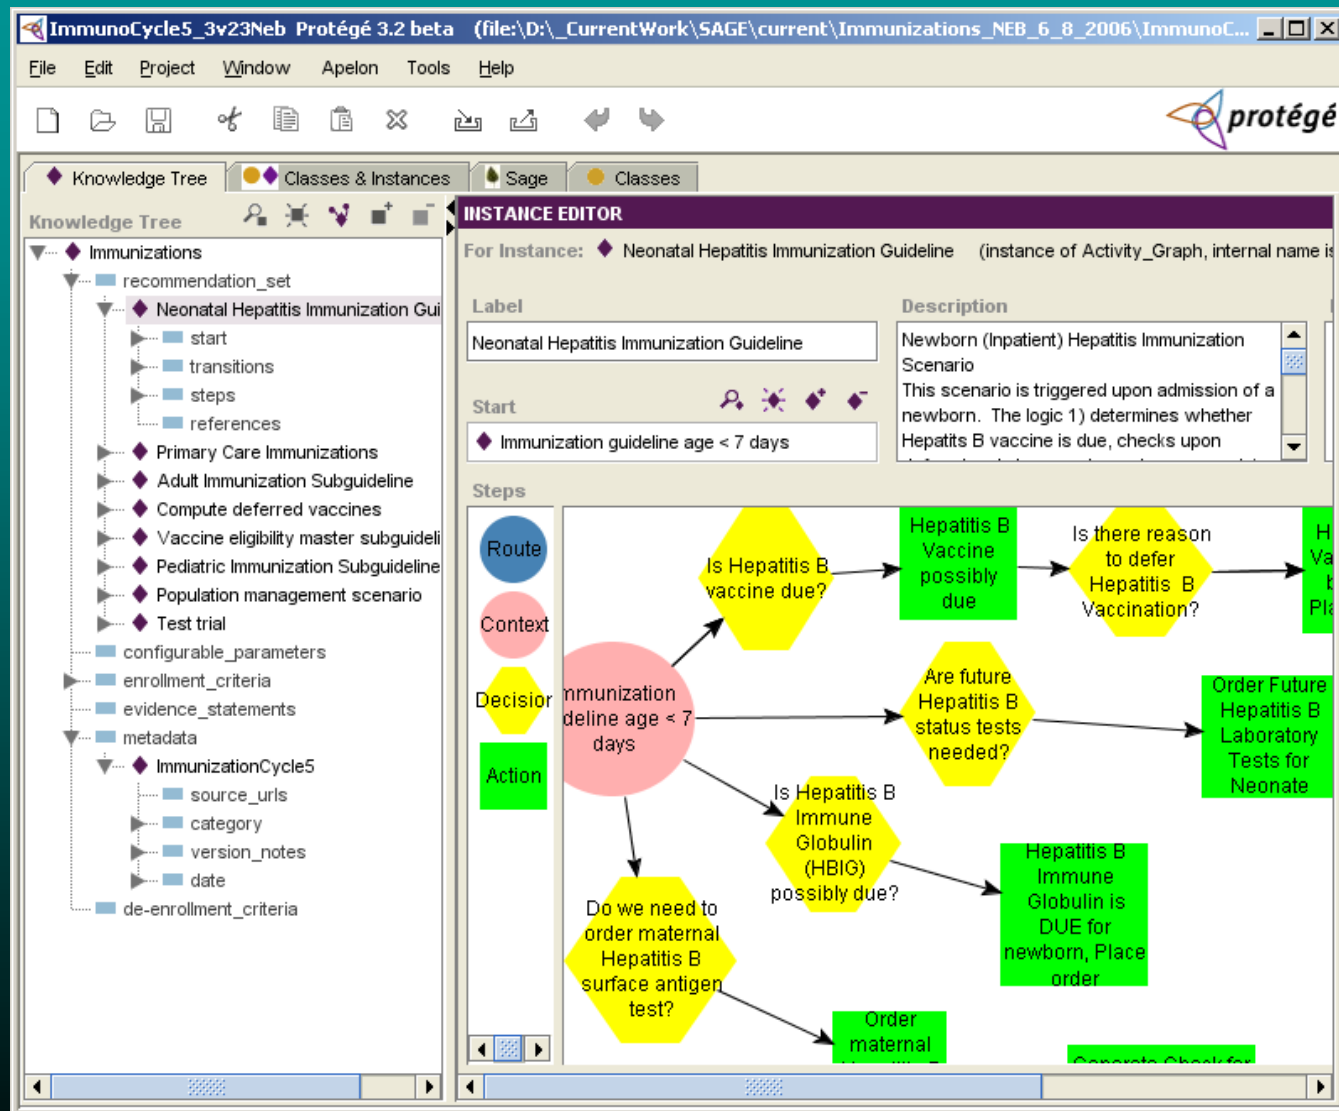 ImmunoCycle5_3v23Neb Protégé 3.2 beta (file:\D:\_CurrentWork\SAGE\current\Immunizations_NEB_6_8_2006\ImmunoC...
File Edit Project Window Apelon Tools Help
protégé
Knowledge Tree Classes & Instances Sage Classes
Knowledge Tree
Immunizations
recommendation_set
Neonatal Hepatitis Immunization Gui
start
transitions
steps
references
Primary Care Immunizations
Adult Immunization Subguideline
Compute deferred vaccines
Vaccine eligibility master subguideli
Pediatric Immunization Subguideline
Population management scenario
Test trial
configurable_parameters
enrollment_criteria
evidence_statements
metadata
ImmunizationCycle5
source_urls
category
version_notes
date
de-enrollment_criteria
INSTANCE EDITOR
For Instance: Neonatal Hepatitis Immunization Guideline (instance of Activity_Graph, internal name is
Label
Neonatal Hepatitis Immunization Guideline
Start
Immunization guideline age < 7 days
Description
Newborn (Inpatient) Hepatitis Immunization
Scenario
This scenario is triggered upon admission of a
newborn. The logic 1) determines whether
Hepatits B vaccine is due, checks upon
Steps
Route
Context
Decision
Action
mmunization
deline age < 7
days
Is Hepatitis B
vaccine due?
Hepatitis B
Vaccine
possibly
due
Is there reason
to defer
Hepatitis B
Vaccination?
H
Va
Pla
Are future
Hepatitis B
status tests
needed?
Order Future
Hepatitis B
Laboratory
Tests for
Neonate
Is Hepatitis B
Immune
Globulin
(HBIG)
possibly due?
Hepatitis B
Immune
Globulin is
DUE for
newborn, Place
order
Do we need to
order maternal
Hepatitis B
surface antigen
test?
Order
maternal
Generate Check for